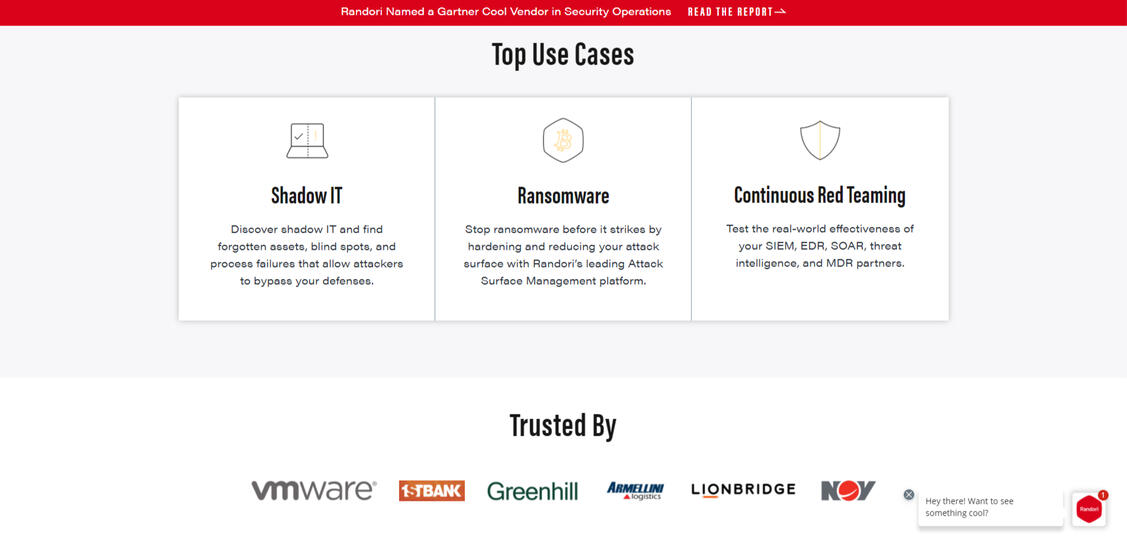 Randori Named a Gartner Cool Vendor in Security Operations READ THE REPORT
Top Use Cases
Shadow IT
Discover shadow IT and find
forgotten assets, blind spots, and
process failures that allow attackers
to bypass your defenses.
Ransomware
Stop ransomware before it strikes by
hardening and reducing your attack
surface with Randori's leading Attack
Surface Management platform.
Continuous Red Teaming
Test the real-world effectiveness of
your SIEM, EDR, SOAR, threat
intelligence, and MDR partners.
Trusted By
vmware® 1STBANK Greenhill ARMELLINI logistics LIONBRIDGE NOV
Hey there! Want to see
something cool?
Randori
1